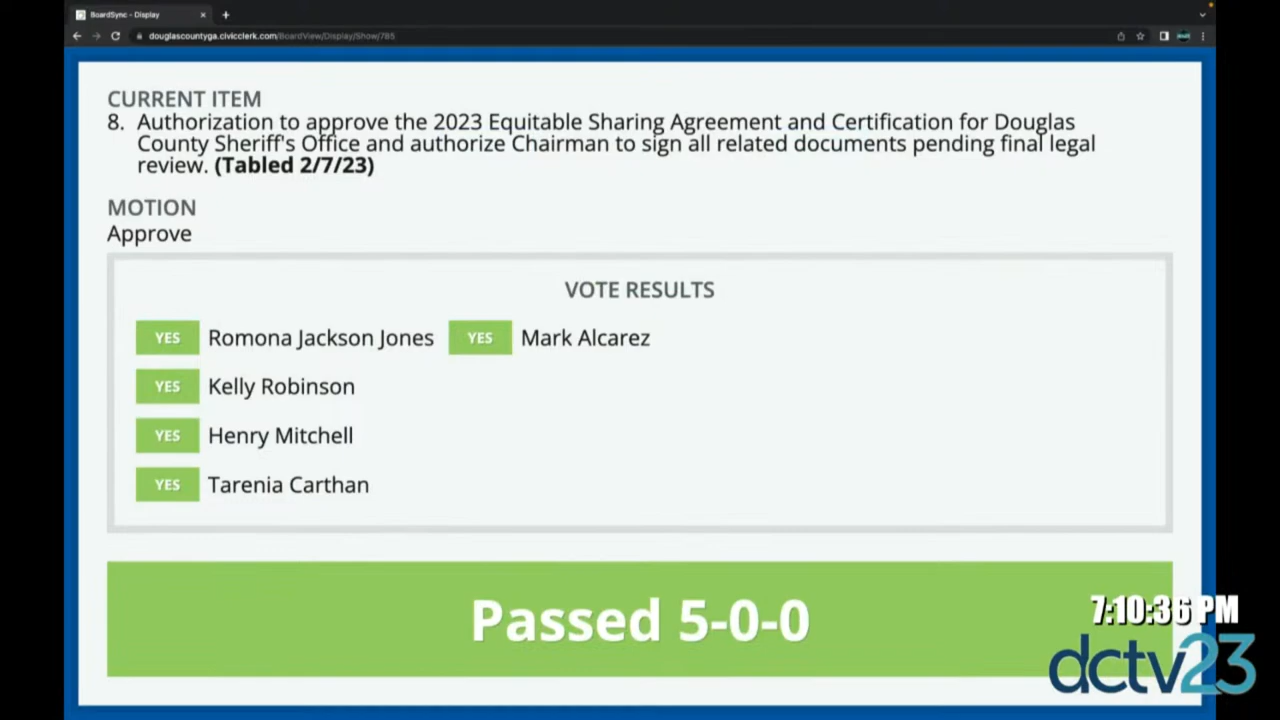 BoardSync - Display
douglascountyga.civicclerk.com/BoardView/Display/Show/785
CURRENT ITEM
8. Authorization to approve the 2023 Equitable Sharing Agreement and Certification for Douglas
County Sheriff's Office and authorize Chairman to sign all related documents pending final legal
review. (Tabled 2/7/23)
MOTION
Approve
VOTE RESULTS
YES Romona Jackson Jones YES Mark Alcarez
YES Kelly Robinson
YES Henry Mitchell
YES Tarenia Carthan
Passed 5-0-0
7:10:36 PM
dctv23